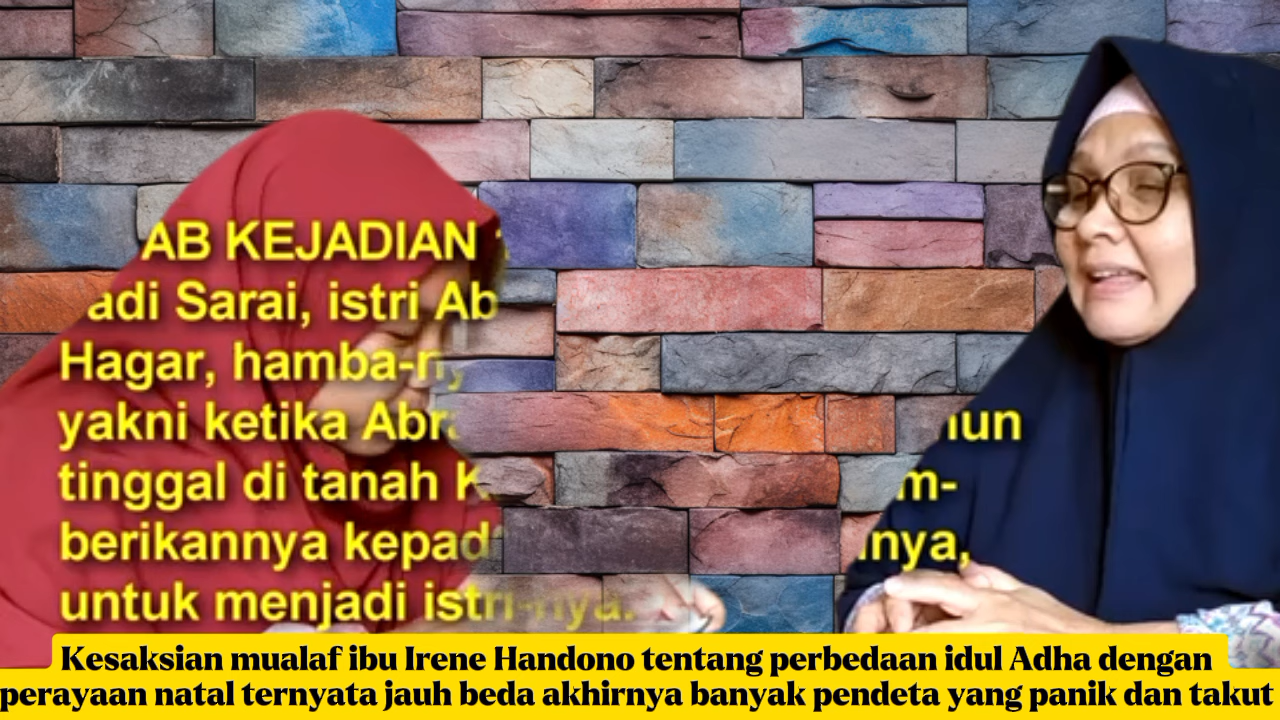 AB KEJADIAN
adi Sarai, istri Ab
Hagar, hamba-ny
yakni ketika Abr
tinggal di tanah K m-
berikannya kepad nya,
untuk menjadi istri-nya.
Kesaksian mualaf ibu Irene Handono tentang perbedaan idul Adha dengan
perayaan natal ternyata jauh beda akhirnya banyak pendeta yang panik dan takut